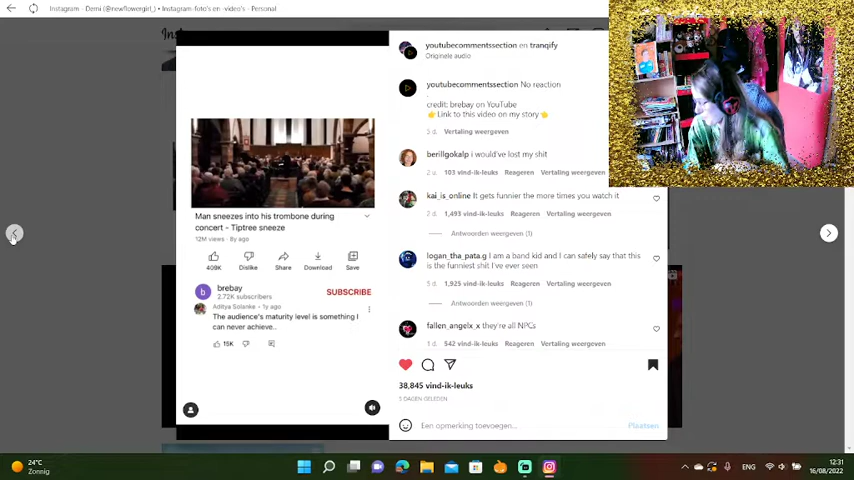 Instagram - Demi (@newflowergirl_) • Instagram-foto's en -video's - Personal
youtubecommentssection en tranqify
Originele audio
youtubecommentssection No reaction
.
credit: brebay on YouTube
👉Link to this video on my story👈
5 d. Vertaling weergeven
berillgokalp i would've lost my shit
2 u. 103 vind-ik-leuks Reageren Vertaling weergeven
kai_is_online It gets funnier the more times you watch it
2 d. 1,493 vind-ik-leuks Reageren Vertaling weergeven
Antwoorden weergeven (1)
logan_tha_pata.g I am a band kid and I can safely say that this
is the funniest shit I've ever seen
5 d. 1,925 vind-ik-leuks Reageren Vertaling weergeven
Antwoorden weergeven (1)
fallen_angelx_x they're all NPCs
1 d. 542 vind-ik-leuks Reageren Vertaling weergeven
38,845 vind-ik-leuks
5 DAGEN GELEDEN
Een opmerking toevoegen...
Plaatsen
Man sneezes into his trombone during
concert - Tiptree sneeze
12M views · 8y ago
409K Dislike Share Download Save
b
brebay
2.72K subscribers
SUBSCRIBE
Aditya Solanke • 1y ago
The audience's maturity level is something I
can never achieve..
15K
24°C
Zonnig
ENG
12:31
16/08/2022